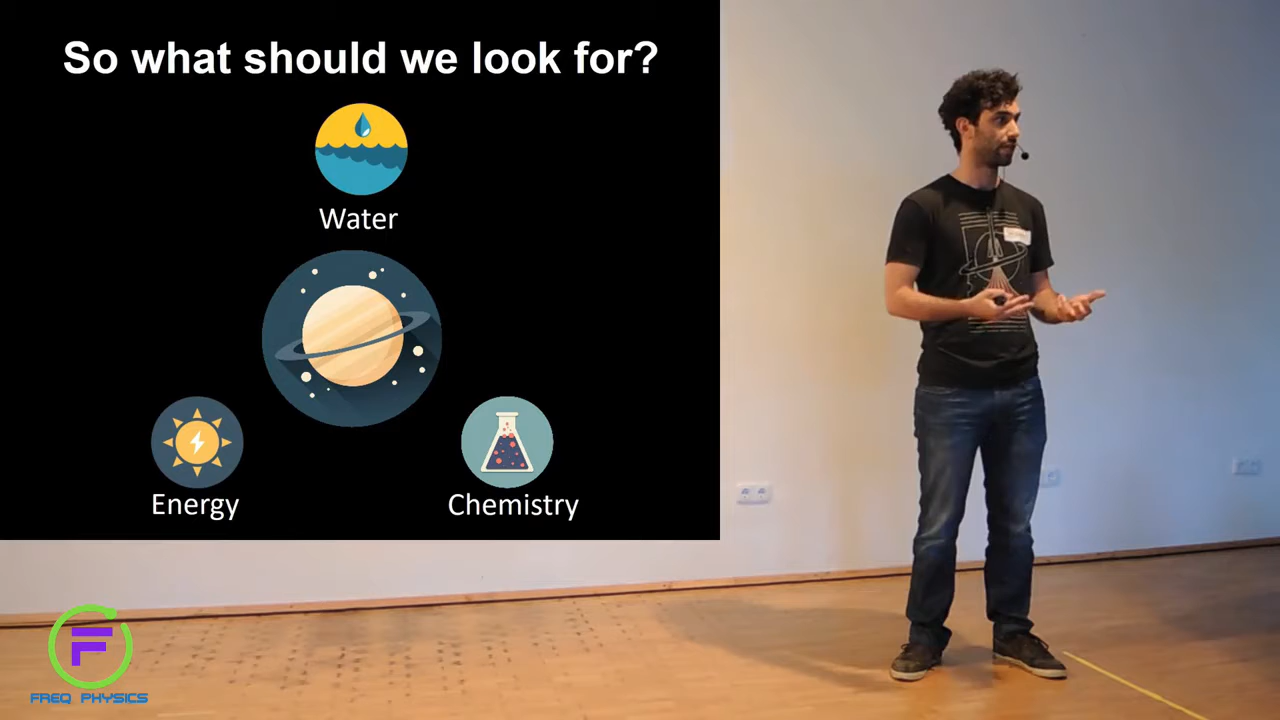 So what should we look for?
Water
Energy
Chemistry
F
FREQ PHYSICS